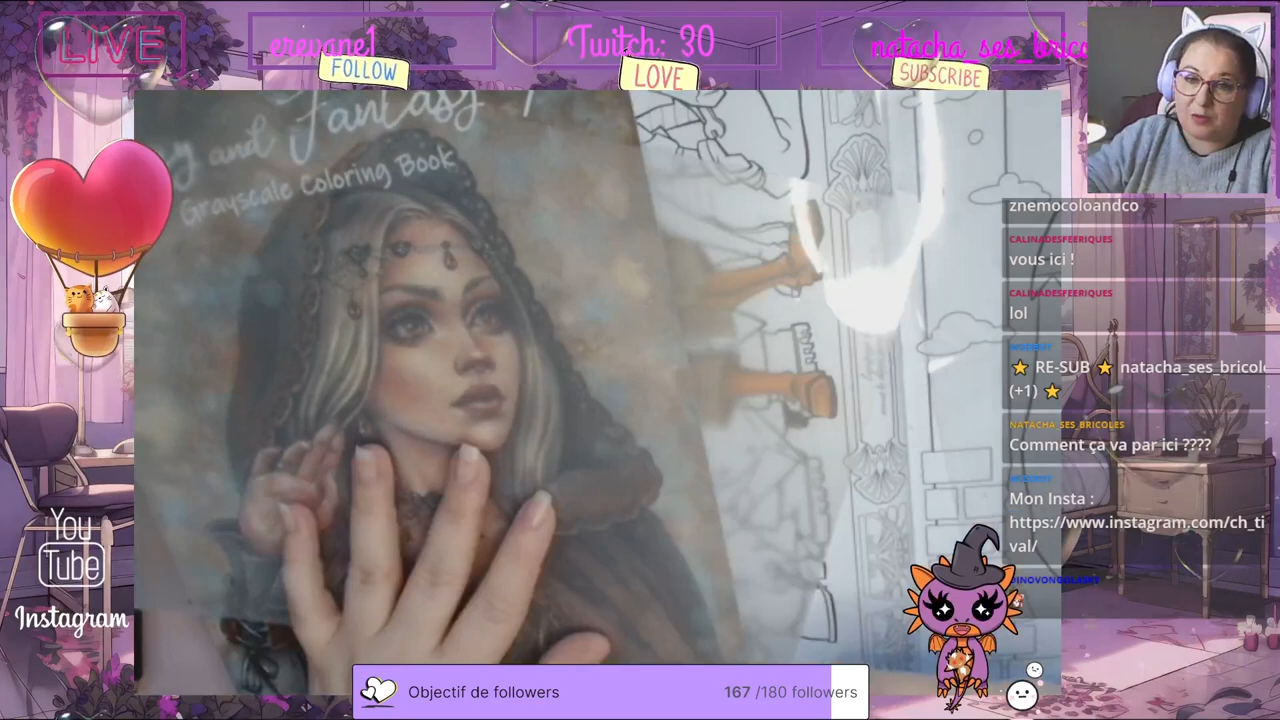 LIVE
erevane1
Twitch: 30
natacha_ses_brico
FOLLOW
LOVE
SUBSCRIBE
and Fantasy
Grayscale Coloring Book
znemocoloandco
CALINADESFEERIQUES
vous ici !
CALINADESFEERIQUES
lol
⭐ RE-SUB ⭐ natacha_ses_bricole
(+1) ⭐
NATACHA_SES_BRICOLES
Comment ça va par ici ????
Mon Insta :
https://www.instagram.com/ch_ti
val/
You
Tube
Instagram
Objectif de followers
167 /180 followers